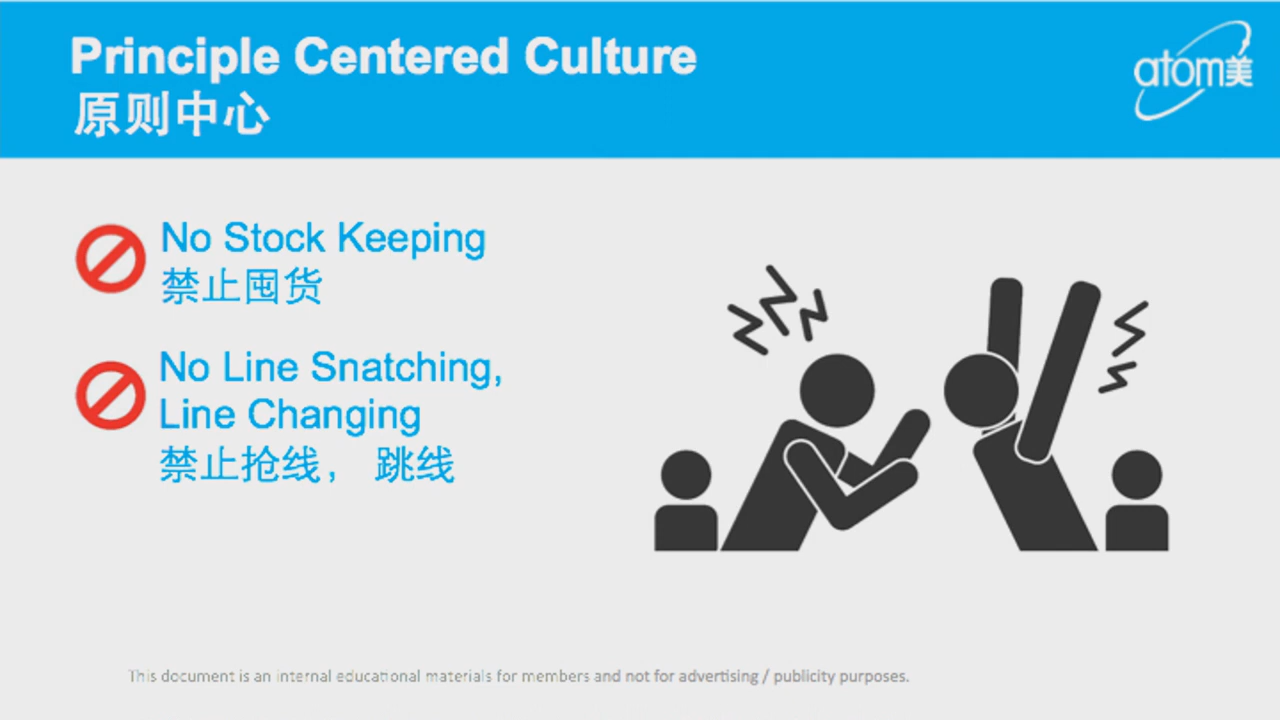 Principle Centered Culture
原则中心
atom美
No Stock Keeping
禁止囤货
No Line Snatching,
Line Changing
禁止抢线， 跳线
This document is an internal educational materials for members and not for advertising / publicity purposes.